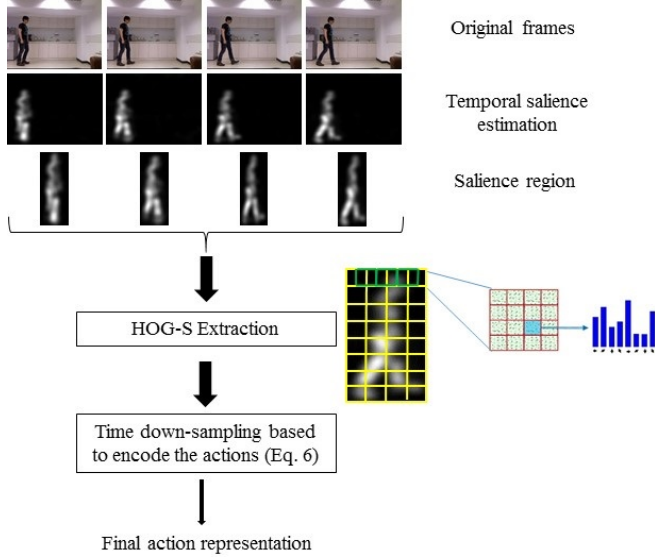 Original frames
Temporal salience
estimation
Salience region
HOG-S Extraction
Time down-sampling based
to encode the actions (Eq. 6)
Final action representation